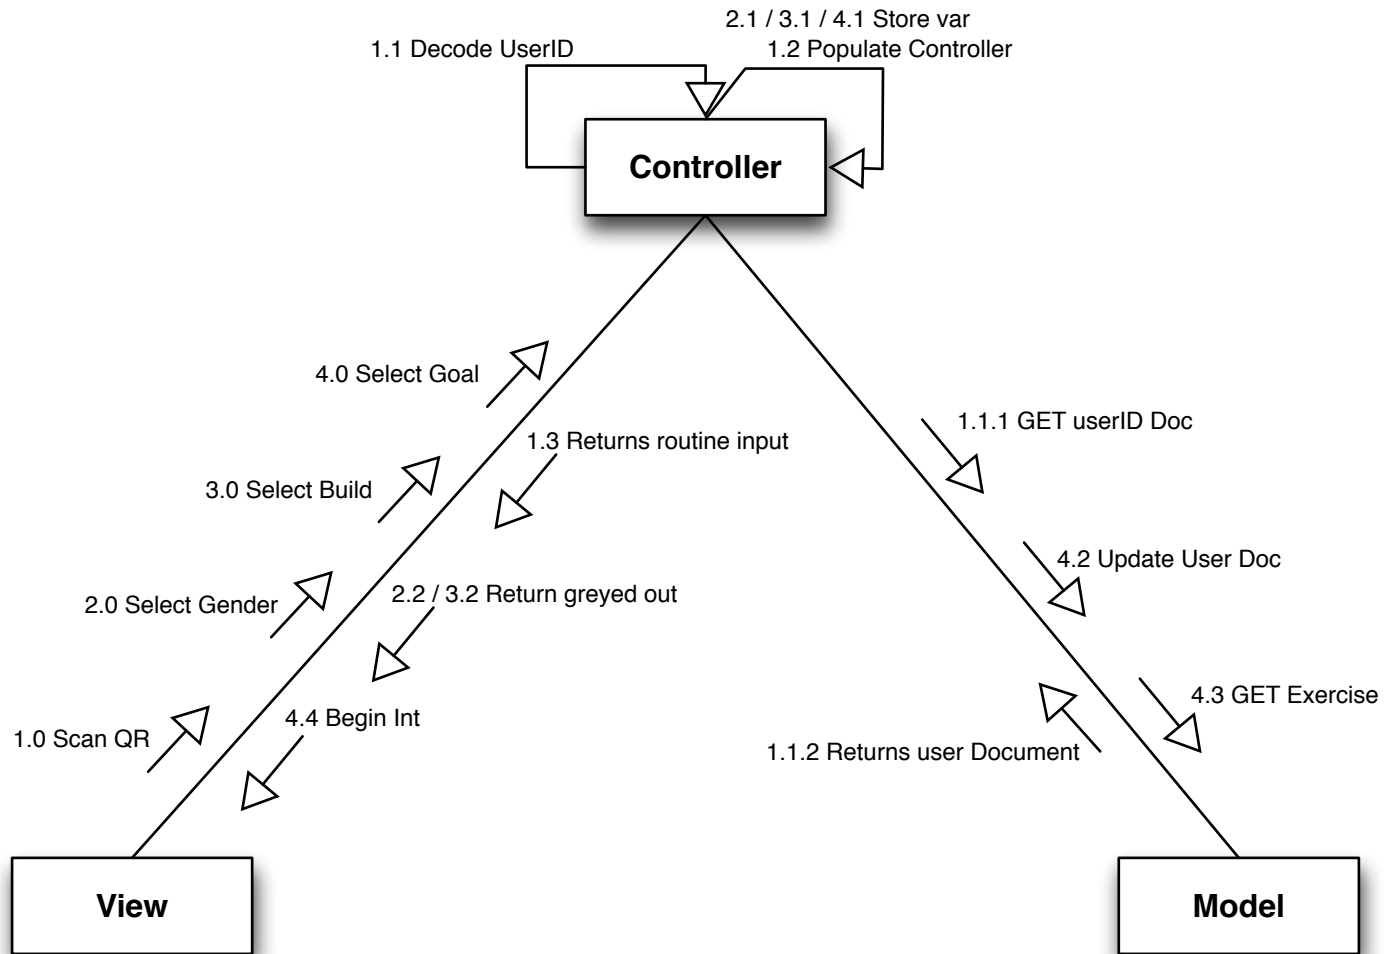 2.1 / 3.1 / 4.1 Store var
1.1 Decode UserID
1.2 Populate Controller
Controller
4.0 Select Goal
1.3 Returns routine input
1.1.1 GET userID Doc
3.0 Select Build
4.2 Update User Doc
2.0 Select Gender
2.2 / 3.2 Return greyed out
4.3 GET Exercise
1.0 Scan QR
4.4 Begin Int
1.1.2 Returns user Document
View
Model